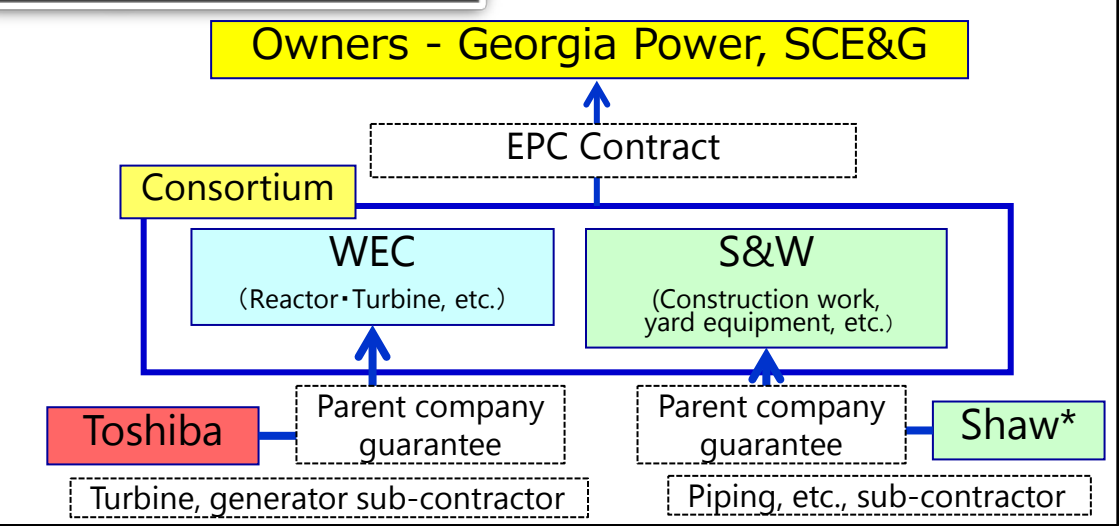 Owners - Georgia Power, SCE&G
EPC Contract
Consortium
WEC
（Reactor・Turbine, etc.）
S&W
(Construction work,
yard equipment, etc.）
Toshiba
Parent company
guarantee
Parent company
guarantee
Shaw*
Turbine, generator sub-contractor
Piping, etc., sub-contractor